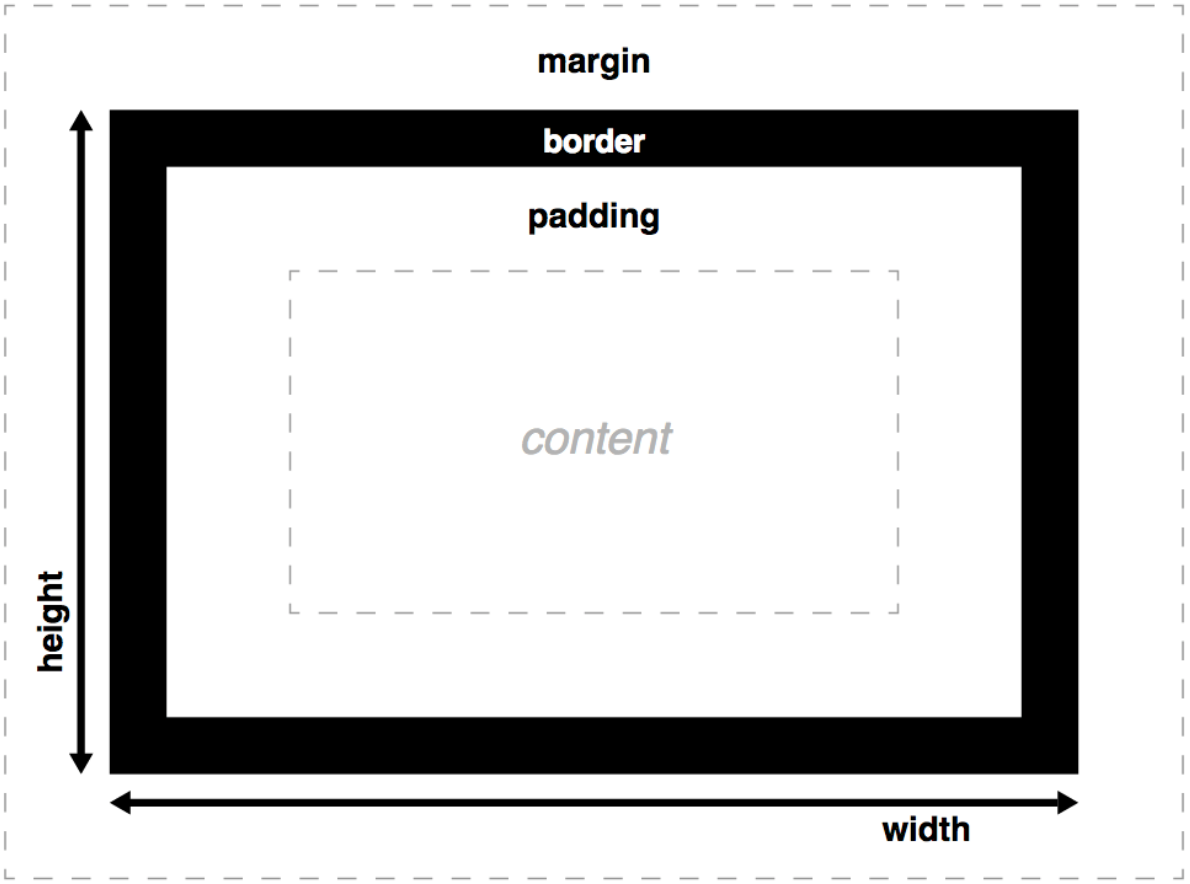 margin
border
padding
content
height
width